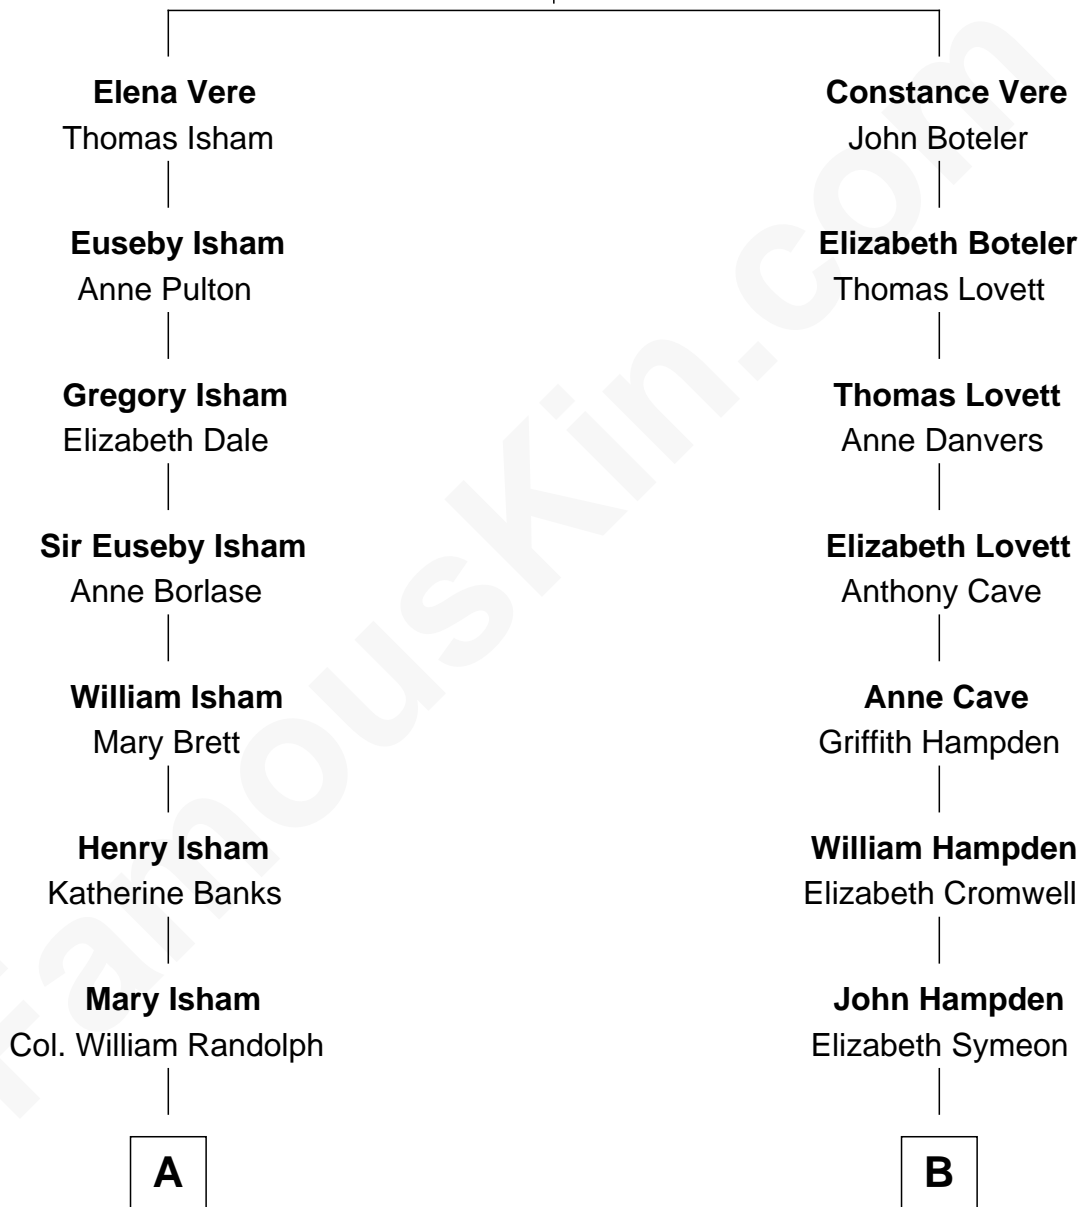 Elena Vere
Thomas Isham
Euseby Isham
Anne Pulton
Gregory Isham
Elizabeth Dale
Sir Euseby Isham
Anne Borlase
William Isham
Mary Brett
Henry Isham
Katherine Banks
Mary Isham
Col. William Randolph
A
Constance Vere
John Boteler
Elizabeth Boteler
Thomas Lovett
Thomas Lovett
Anne Danvers
Elizabeth Lovett
Anthony Cave
Anne Cave
Griffith Hampden
William Hampden
Elizabeth Cromwell
John Hampden
Elizabeth Symeon
B
FamousKin.com